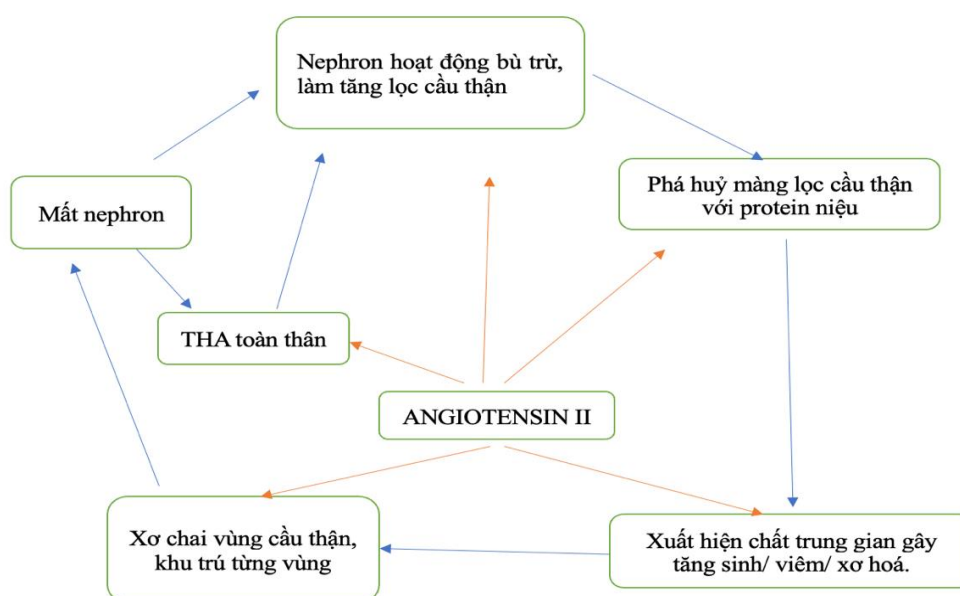 Nephron hoạt động bù trừ,
làm tăng lọc cầu thận
Phá huỷ màng lọc cầu thận
với protein niệu
Mất nephron
THA toàn thân
ANGIOTENSIN II
Xơ chai vùng cầu thận,
khu trú từng vùng
Xuất hiện chất trung gian gây
tăng sinh/ viêm/ xơ hoá.